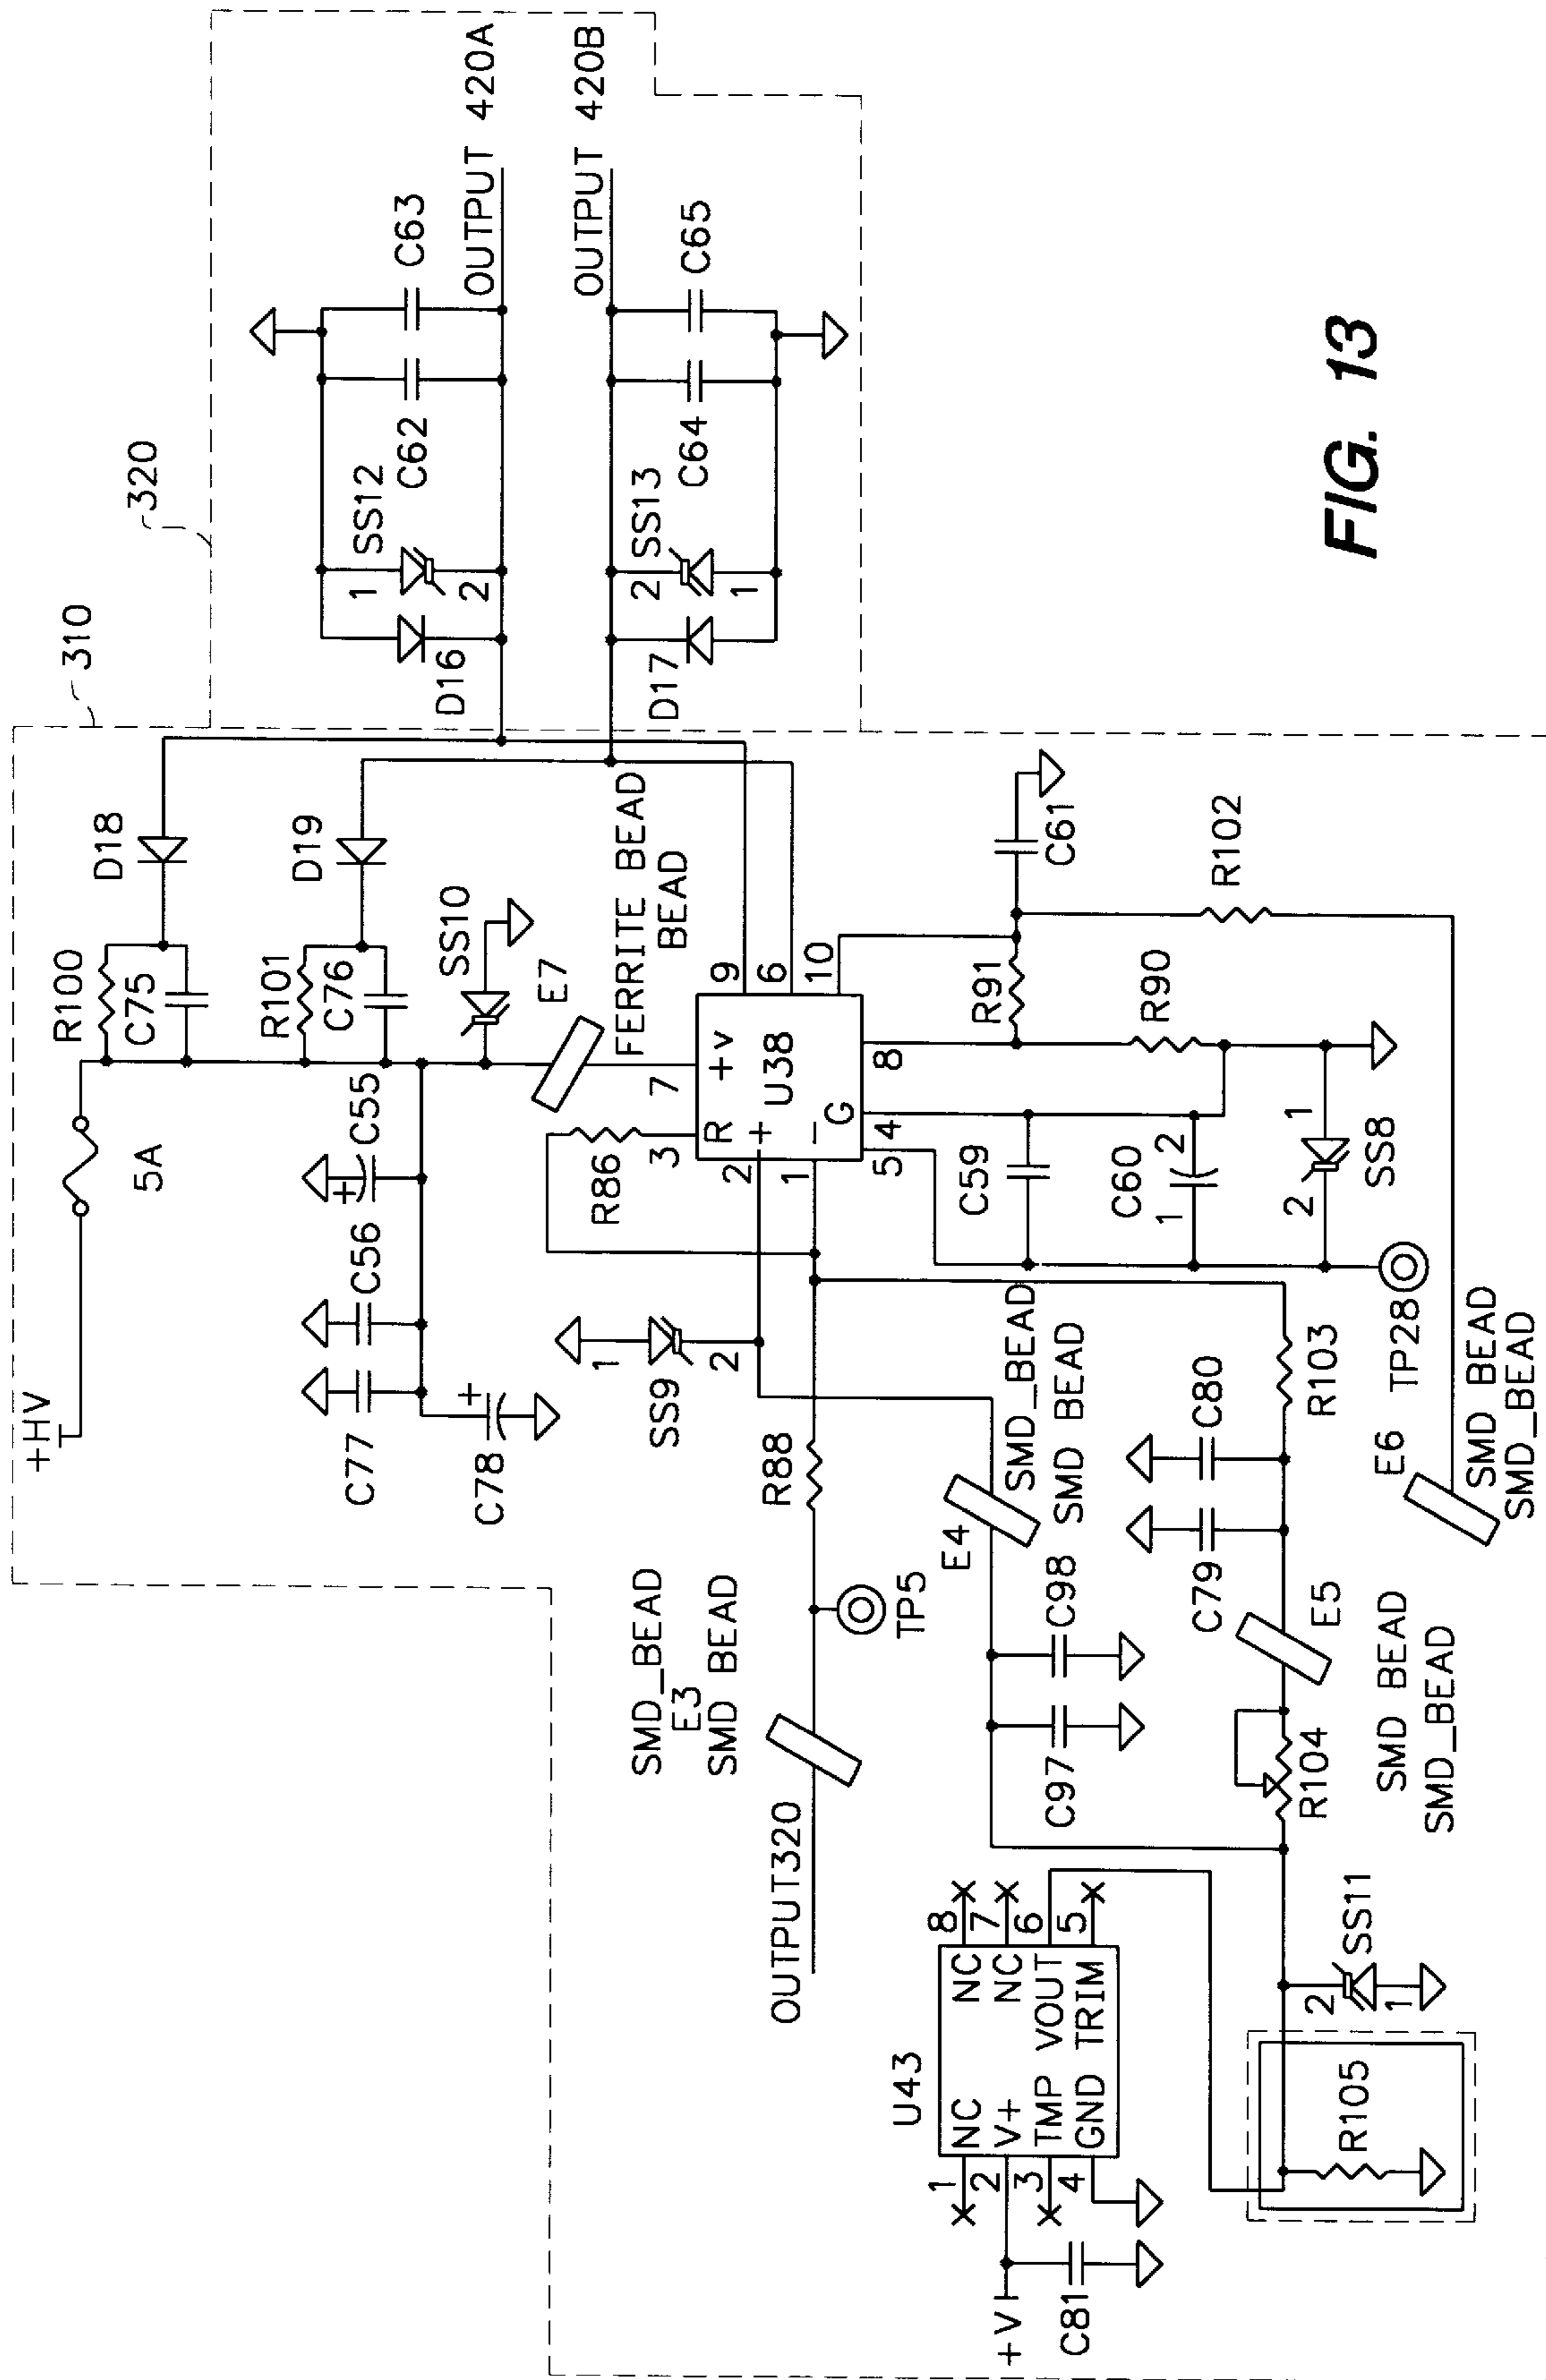 310
320
+HV
5A
R100
C75
D18
R101
C76
D19
C77
C56
C55
C78
SS10
E7
FERRITE BEAD
BEAD
D16
1
SS12
2
C62
C63
OUTPUT 420A
OUTPUT 420B
D17
2
SS13
1
C64
C65
SS9
1
2
R86
3
R
7
+V
9
2
+
U38
6
1
-
G
10
5
4
8
R91
C61
R90
R102
C59
C60
1
2
SS8
2
1
TP28
SMD_BEAD
E3
SMD BEAD
OUTPUT320
TP5
R88
E4
SMD_BEAD
SMD BEAD
C97
C98
C79
C80
R103
E5
SMD BEAD
SMD_BEAD
R104
E6
SMD BEAD
SMD_BEAD
U43
1
NC
NC
8
2
V+
NC
7
3
TMP
VOUT
6
4
GND
TRIM
5
+V
C81
R105
2
SS11
1
FIG. 13